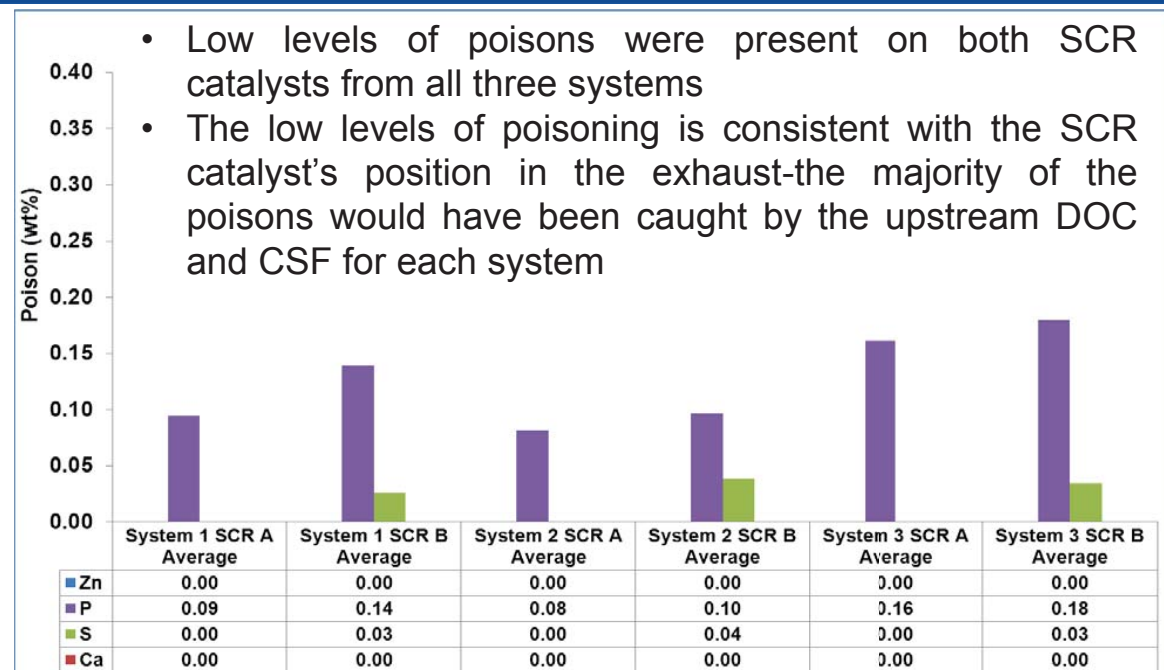 • Low levels of poisons were present on both SCR
catalysts from all three systems
• The low levels of poisoning is consistent with the SCR
catalyst's position in the exhaust-the majority of the
poisons would have been caught by the upstream DOC
and CSF for each system
Poison (wt%)
0.40
0.35
0.30
0.25
0.20
0.15
0.10
0.05
0.00
System 1 SCR A Average System 1 SCR B Average System 2 SCR A Average System 2 SCR B Average System 3 SCR A Average System 3 SCR B Average
Zn 0.00 0.00 0.00 0.00 0.00 0.00
P 0.09 0.14 0.08 0.10 0.16 0.18
S 0.00 0.03 0.00 0.04 0.00 0.03
Ca 0.00 0.00 0.00 0.00 0.00 0.00